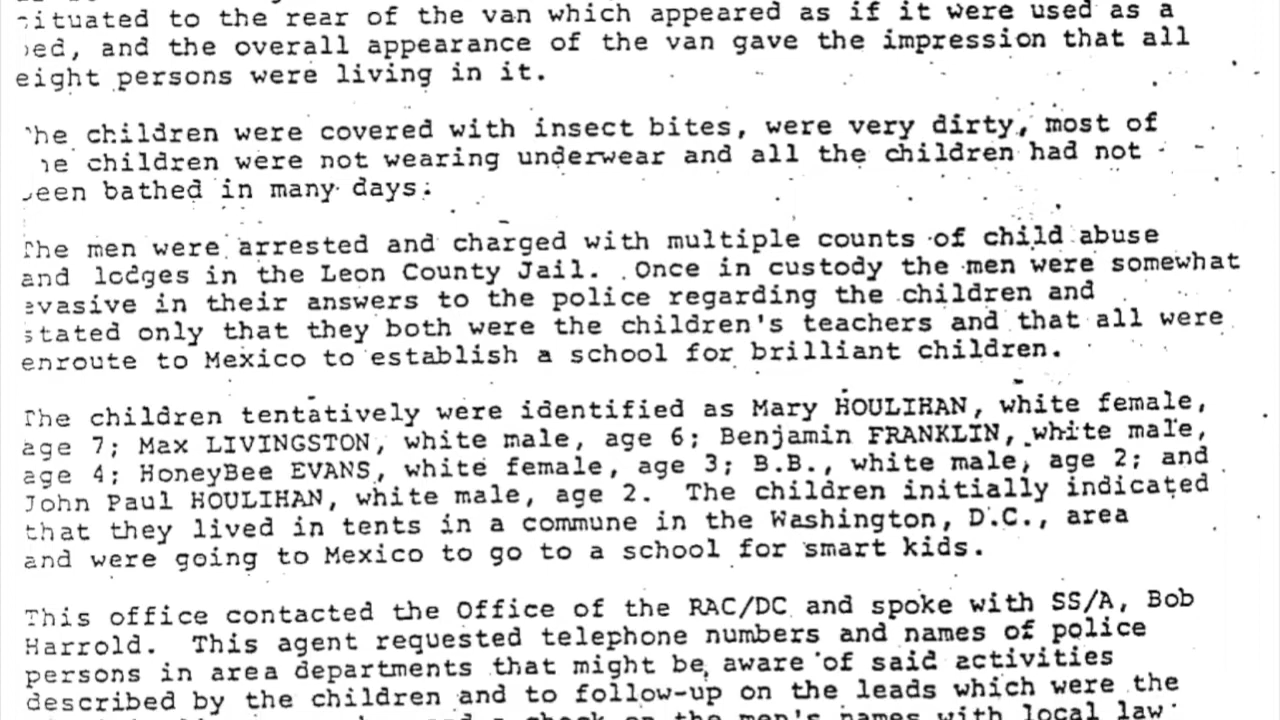 situated to the rear of the van which appeared as if it were used as a
bed, and the overall appearance of the van gave the impression that all
eight persons were living in it.
The children were covered with insect bites, were very dirty, most of
he children were not wearing underwear and all the children had not
been bathed in many days.
The men were arrested and charged with multiple counts of child abuse
and lodges in the Leon County Jail. Once in custody the men were somewhat
evasive in their answers to the police regarding the children and
stated only that they both were the children's teachers and that all were
enroute to Mexico to establish a school for brilliant children.
The children tentatively were identified as Mary HOULIHAN, white female,
age 7; Max LIVINGSTON, white male, age 6; Benjamin FRANKLIN, white male,
age 4; HoneyBee EVANS, white female, age 3; B.B., white male, age 2; and
John Paul HOULIHAN, white male, age 2. The children initially indicated
that they lived in tents in a commune in the Washington, D.C., area
and were going to Mexico to go to a school for smart kids.
This office contacted the Office of the RAC/DC and spoke with SS/A, Bob
Harrold. This agent requested telephone numbers and names of police
persons in area departments that might be aware of said activities
described by the children and to follow-up on the leads which were the
and a check on the men's names with local law